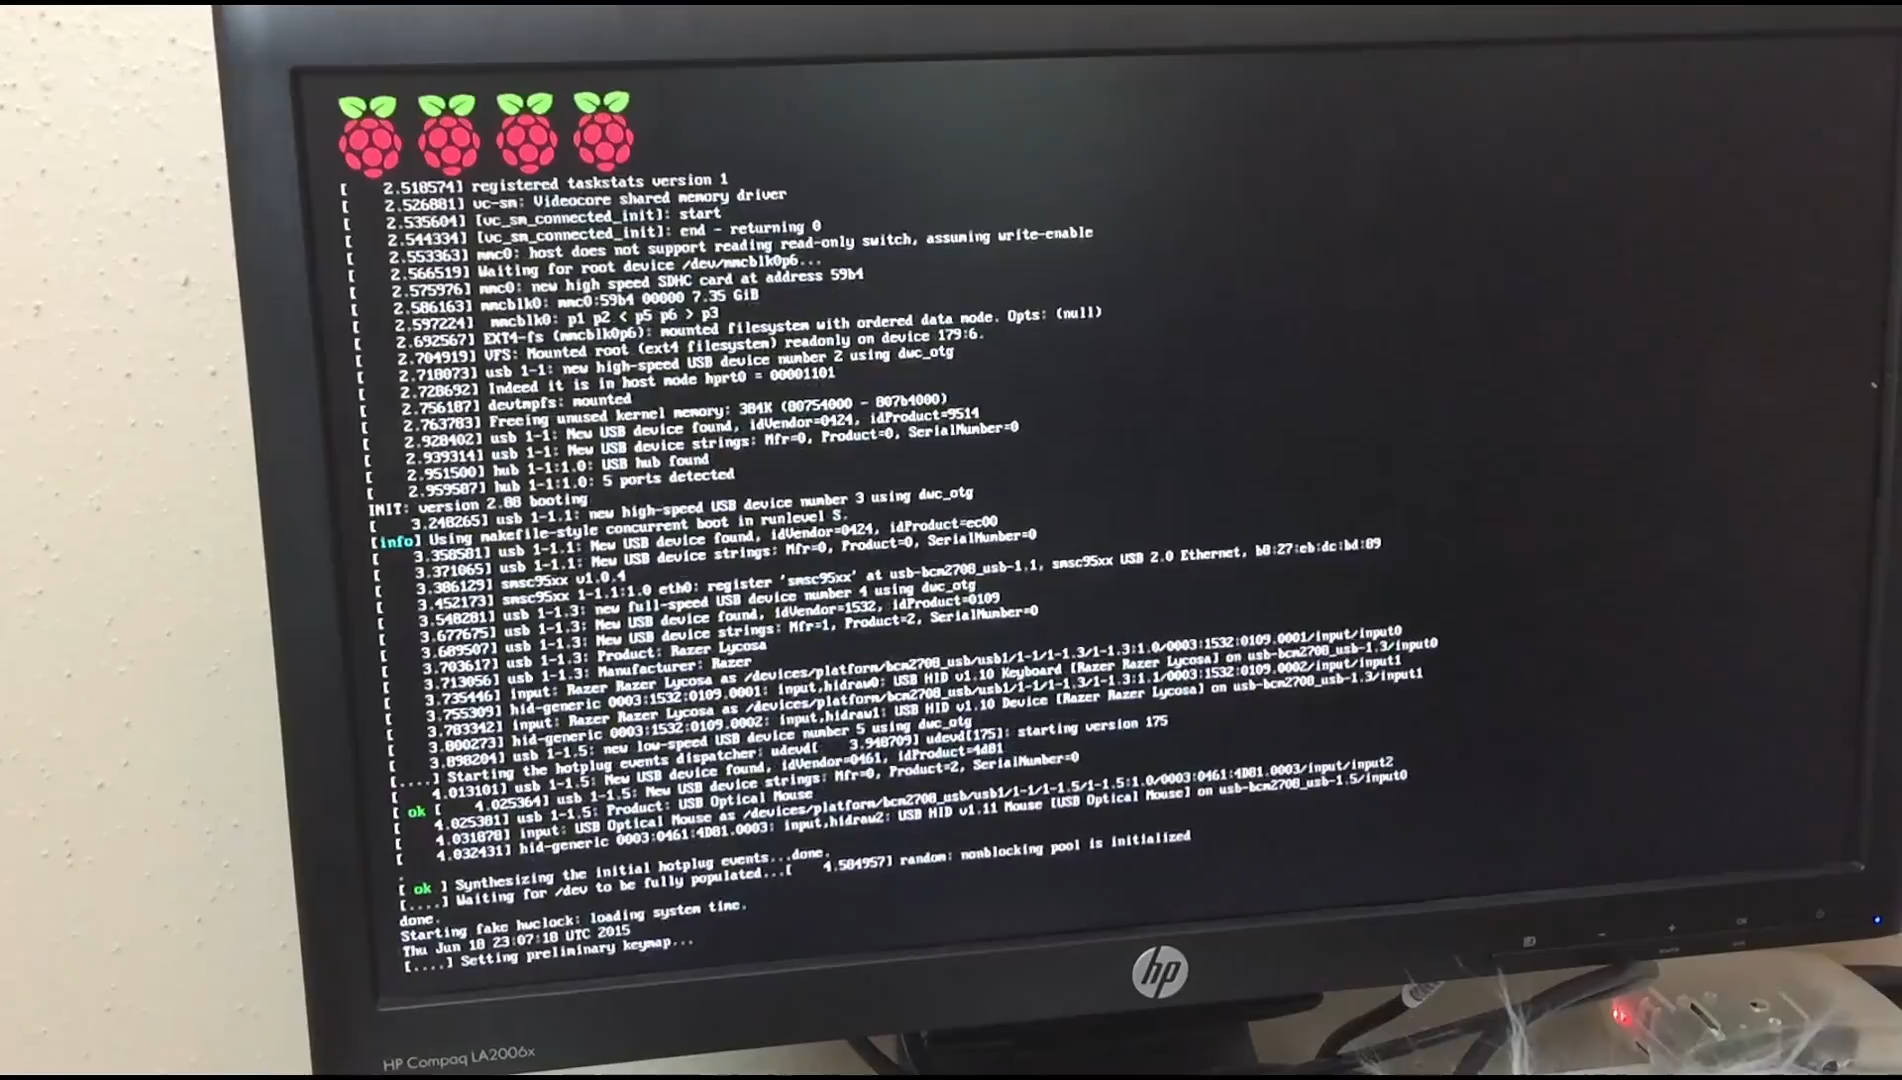 [    2.518574] registered taskstats version 1
[    2.526881] vc-sm: Videocore shared memory driver
[    2.535604] [vc_sm_connected_init]: start
[    2.544334] [vc_sm_connected_init]: end - returning 0
[    2.553363] mmc0: host does not support reading read-only switch, assuming write-enable
[    2.566519] Waiting for root device /dev/mmcblk0p6...
[    2.575976] mmc0: new high speed SDHC card at address 59b4
[    2.586163] mmcblk0: mmc0:59b4 00000 7.35 GiB
[    2.597224]  mmcblk0: p1 p2 < p5 p6 > p3
[    2.692567] EXT4-fs (mmcblk0p6): mounted filesystem with ordered data mode. Opts: (null)
[    2.704919] VFS: Mounted root (ext4 filesystem) readonly on device 179:6.
[    2.718073] usb 1-1: new high-speed USB device number 2 using dwc_otg
[    2.728692] Indeed it is in host mode hprt0 = 00001101
[    2.756187] devtmpfs: mounted
[    2.763783] Freeing unused kernel memory: 384K (80754000 - 807b4000)
[    2.928402] usb 1-1: New USB device found, idVendor=0424, idProduct=9514
[    2.939314] usb 1-1: New USB device strings: Mfr=0, Product=0, SerialNumber=0
[    2.951500] hub 1-1:1.0: USB hub found
[    2.959587] hub 1-1:1.0: 5 ports detected
INIT: version 2.88 booting
[    3.248265] usb 1-1.1: new high-speed USB device number 3 using dwc_otg
[info] Using makefile-style concurrent boot in runlevel S.
[    3.358581] usb 1-1.1: New USB device found, idVendor=0424, idProduct=ec00
[    3.371065] usb 1-1.1: New USB device strings: Mfr=0, Product=0, SerialNumber=0
[    3.386129] smsc95xx v1.0.4
[    3.452173] smsc95xx 1-1.1:1.0 eth0: register 'smsc95xx' at usb-bcm2708_usb-1.1, smsc95xx USB 2.0 Ethernet, b8:27:eb:dc:bd:89
[    3.548281] usb 1-1.3: new full-speed USB device number 4 using dwc_otg
[    3.677675] usb 1-1.3: New USB device found, idVendor=1532, idProduct=0109
[    3.689507] usb 1-1.3: New USB device strings: Mfr=1, Product=2, SerialNumber=0
[    3.703617] usb 1-1.3: Product: Razer Lycosa
[    3.713056] usb 1-1.3: Manufacturer: Razer
[    3.735446] input: Razer Razer Lycosa as /devices/platform/bcm2708_usb/usb1/1-1/1-1.3/1-1.3:1.0/0003:1532:0109.0001/input/input0
[    3.755309] hid-generic 0003:1532:0109.0001: input,hidraw0: USB HID v1.10 Keyboard [Razer Razer Lycosa] on usb-bcm2708_usb-1.3/input0
[    3.783342] input: Razer Razer Lycosa as /devices/platform/bcm2708_usb/usb1/1-1/1-1.3/1-1.3:1.1/0003:1532:0109.0002/input/input1
[    3.800273] hid-generic 0003:1532:0109.0002: input,hidraw1: USB HID v1.10 Device [Razer Razer Lycosa] on usb-bcm2708_usb-1.3/input1
[    3.898204] usb 1-1.5: new low-speed USB device number 5 using dwc_otg
[....] Starting the hotplug events dispatcher: udevd[    3.948709] udevd[175]: starting version 175
[    4.013101] usb 1-1.5: New USB device found, idVendor=0461, idProduct=4d81
[ ok [    4.025364] usb 1-1.5: New USB device strings: Mfr=0, Product=2, SerialNumber=0
[    4.025381] usb 1-1.5: Product: USB Optical Mouse
[    4.031878] input: USB Optical Mouse as /devices/platform/bcm2708_usb/usb1/1-1/1-1.5/1-1.5:1.0/0003:0461:4D81.0003/input/input2
[    4.032431] hid-generic 0003:0461:4D81.0003: input,hidraw2: USB HID v1.11 Mouse [USB Optical Mouse] on usb-bcm2708_usb-1.5/input0
.
[ ok ] Synthesizing the initial hotplug events...done.
[....] Waiting for /dev to be fully populated...[    4.584957] random: nonblocking pool is initialized
done.
Starting fake hwclock: loading system time.
Thu Jun 18 23:07:18 UTC 2015
[....] Setting preliminary keymap...
hp
HP Compaq LA2006x